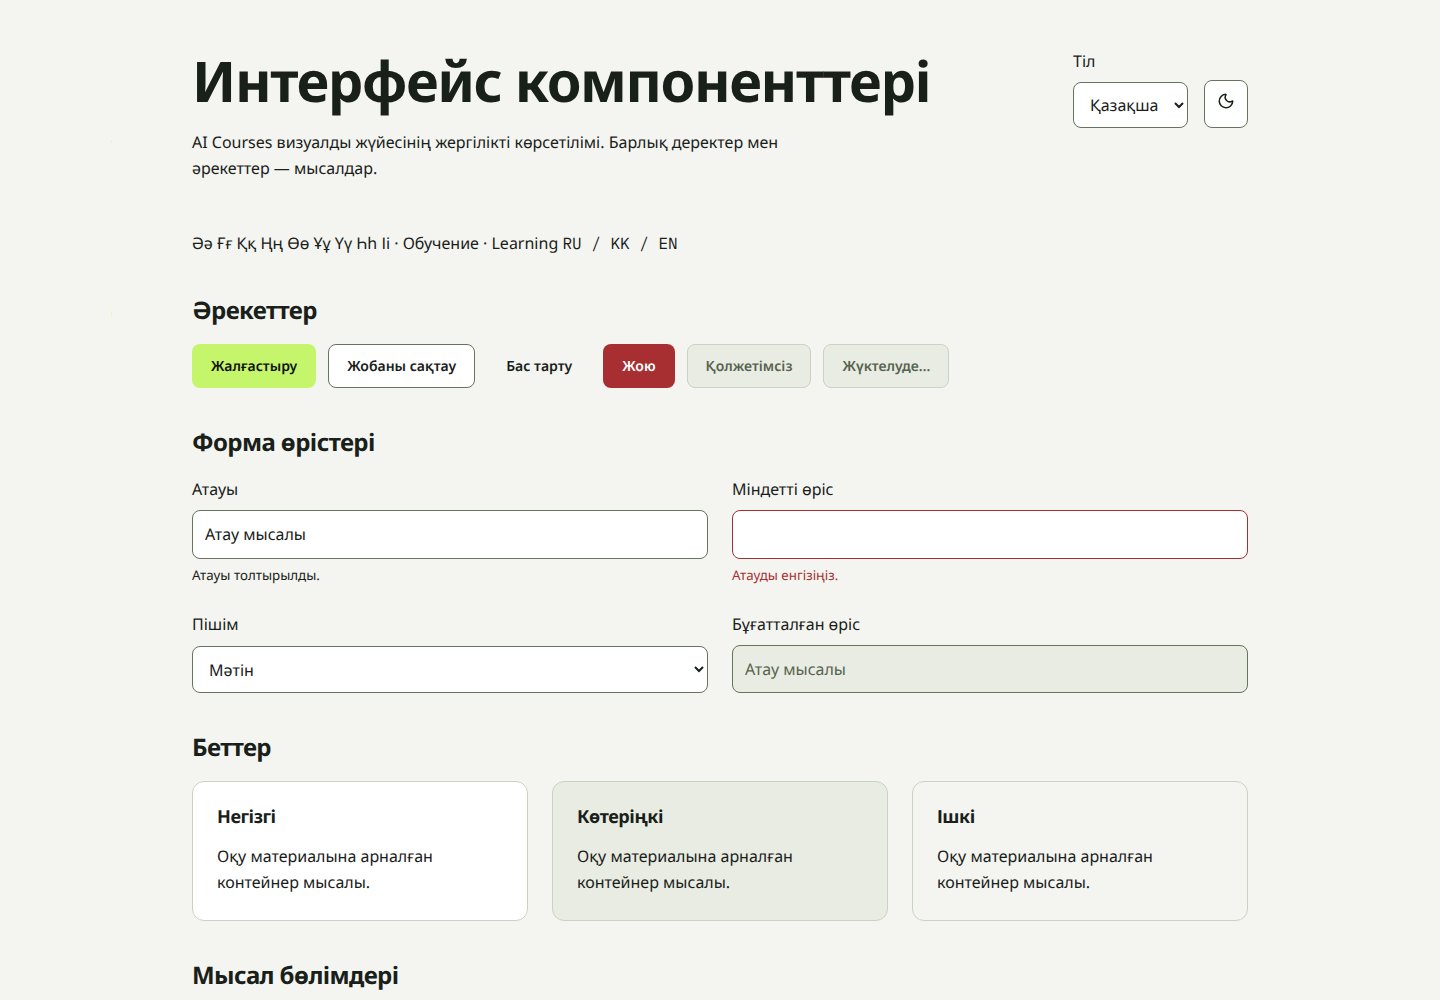 Интерфейс компоненттері
Тіл
Қазақша
AI Courses визуалды жүйесінің жергілікті көрсетілімі. Барлық деректер мен
әрекеттер — мысалдар.
Әә Ғғ Ққ Ңң Өө Ұұ Үү Һһ Іі · Обучение · Learning RU / KK / EN
Әрекеттер
Жалғастыру
Жобаны сақтау
Бас тарту
Жою
Қолжетімсіз
Жүктелуде…
Форма өрістері
Атауы
Міндетті өріс
Атау мысалы
Атауы толтырылды.
Атауды енгізіңіз.
Пішім
Бұғатталған өріс
Мәтін
Атау мысалы
Беттер
Негізгі
Оқу материалына арналған
контейнер мысалы.
Көтеріңкі
Оқу материалына арналған
контейнер мысалы.
Ішкі
Оқу материалына арналған
контейнер мысалы.
Мысал бөлімдері